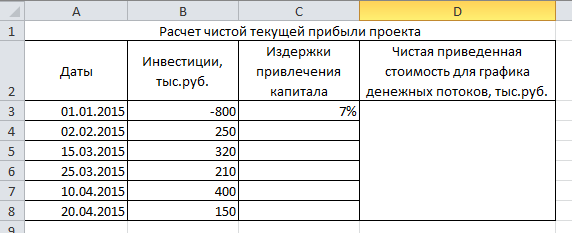 A B C D
1 Расчет чистой текущей прибыли проекта
2 Даты Инвестиции, тыс.руб. Издержки привлечения капитала Чистая приведенная стоимость для графика денежных потоков, тыс.руб.
3 01.01.2015 -800 7%
4 02.02.2015 250
5 15.03.2015 320
6 25.03.2015 210
7 10.04.2015 400
8 20.04.2015 150
9